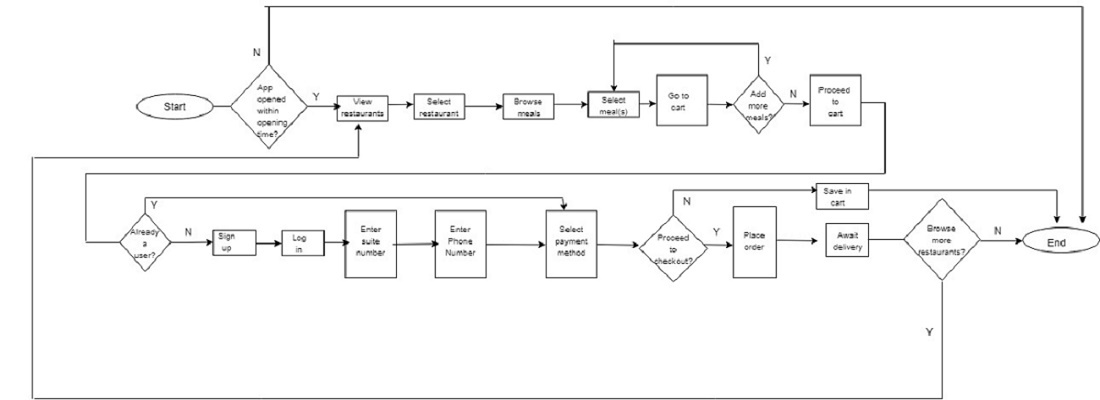 N
App
opened
within
opening
time?
Start
Y
View
restaurants
Select
restaurant
Browse
meals
Select
meal(s)
Go to
cart
Y
Add
more
meals?
N
Proceed
to
cart
Y
Already
a
user?
N
Sign
up
Log
in
Enter
suite
number
Enter
Phone
Number
Select
payment
method
Proceed
to
checkout?
N
Save in
cart
Y
Place
order
Await
delivery
Browse
more
restaurants?
N
End
Y